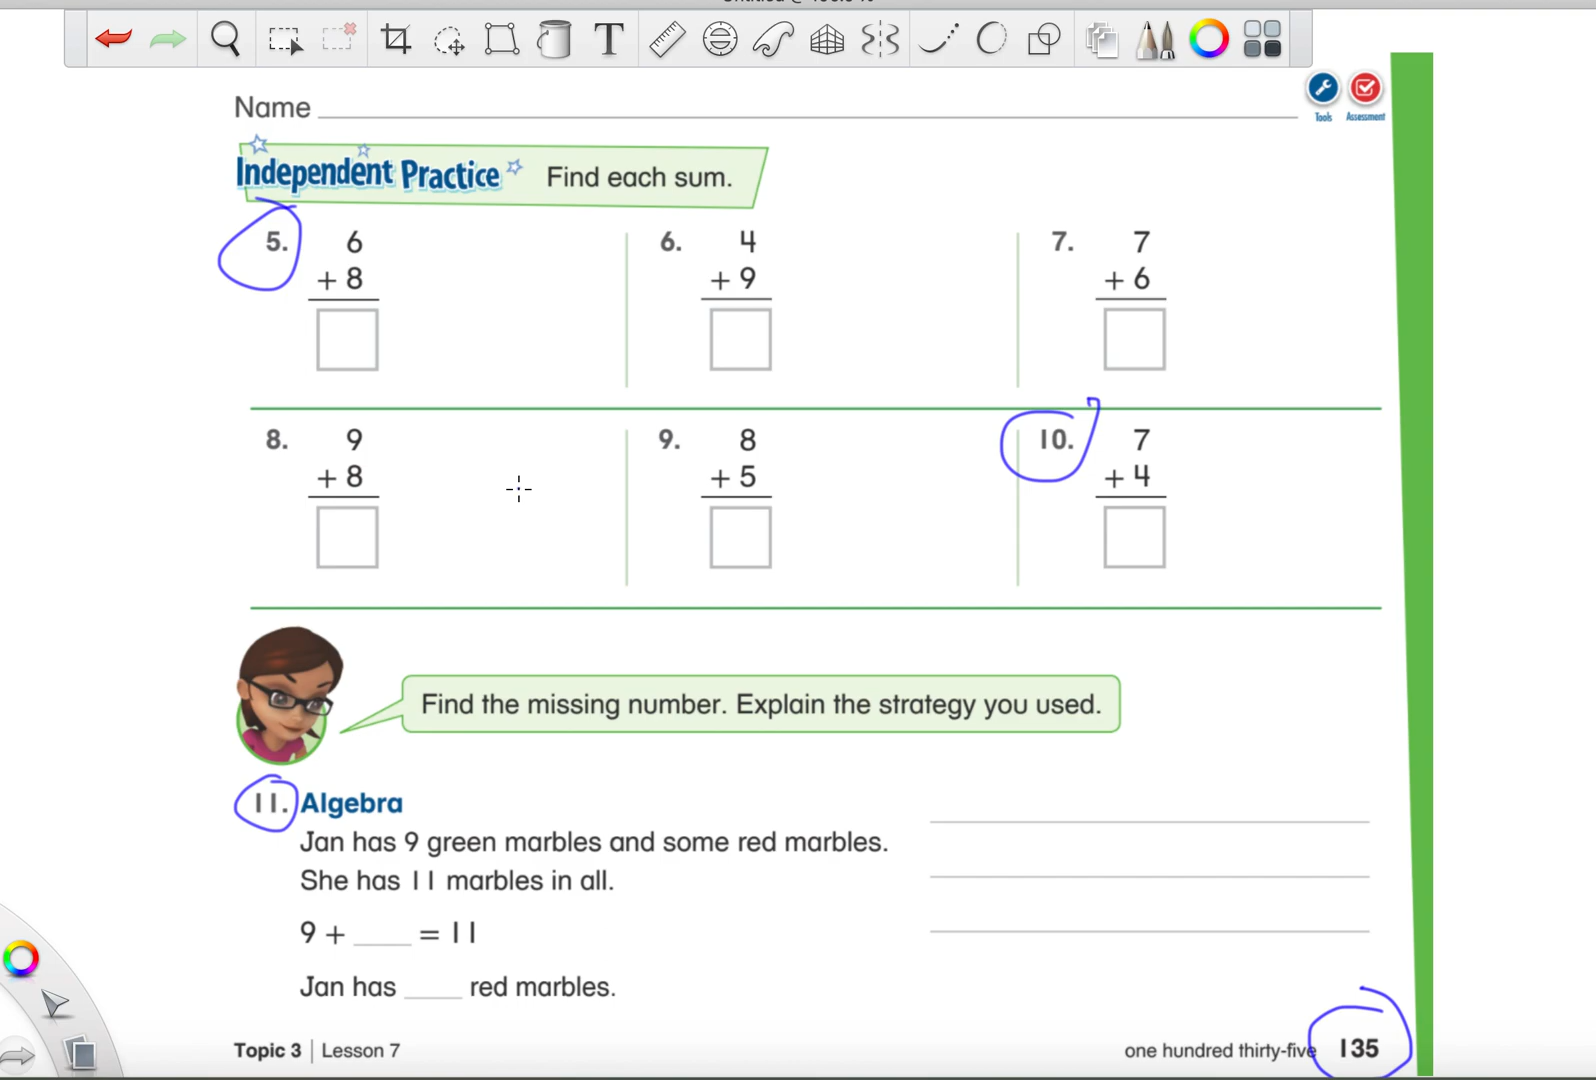 Name
Tools Assessment
Independent Practice Find each sum.
5. 6 + 8
6. 4 + 9
7. 7 + 6
8. 9 + 8
9. 8 + 5
10. 7 + 4
Find the missing number. Explain the strategy you used.
11. Algebra
Jan has 9 green marbles and some red marbles.
She has 11 marbles in all.
9 + ____ = 11
Jan has ____ red marbles.
Topic 3 | Lesson 7
one hundred thirty-five 135